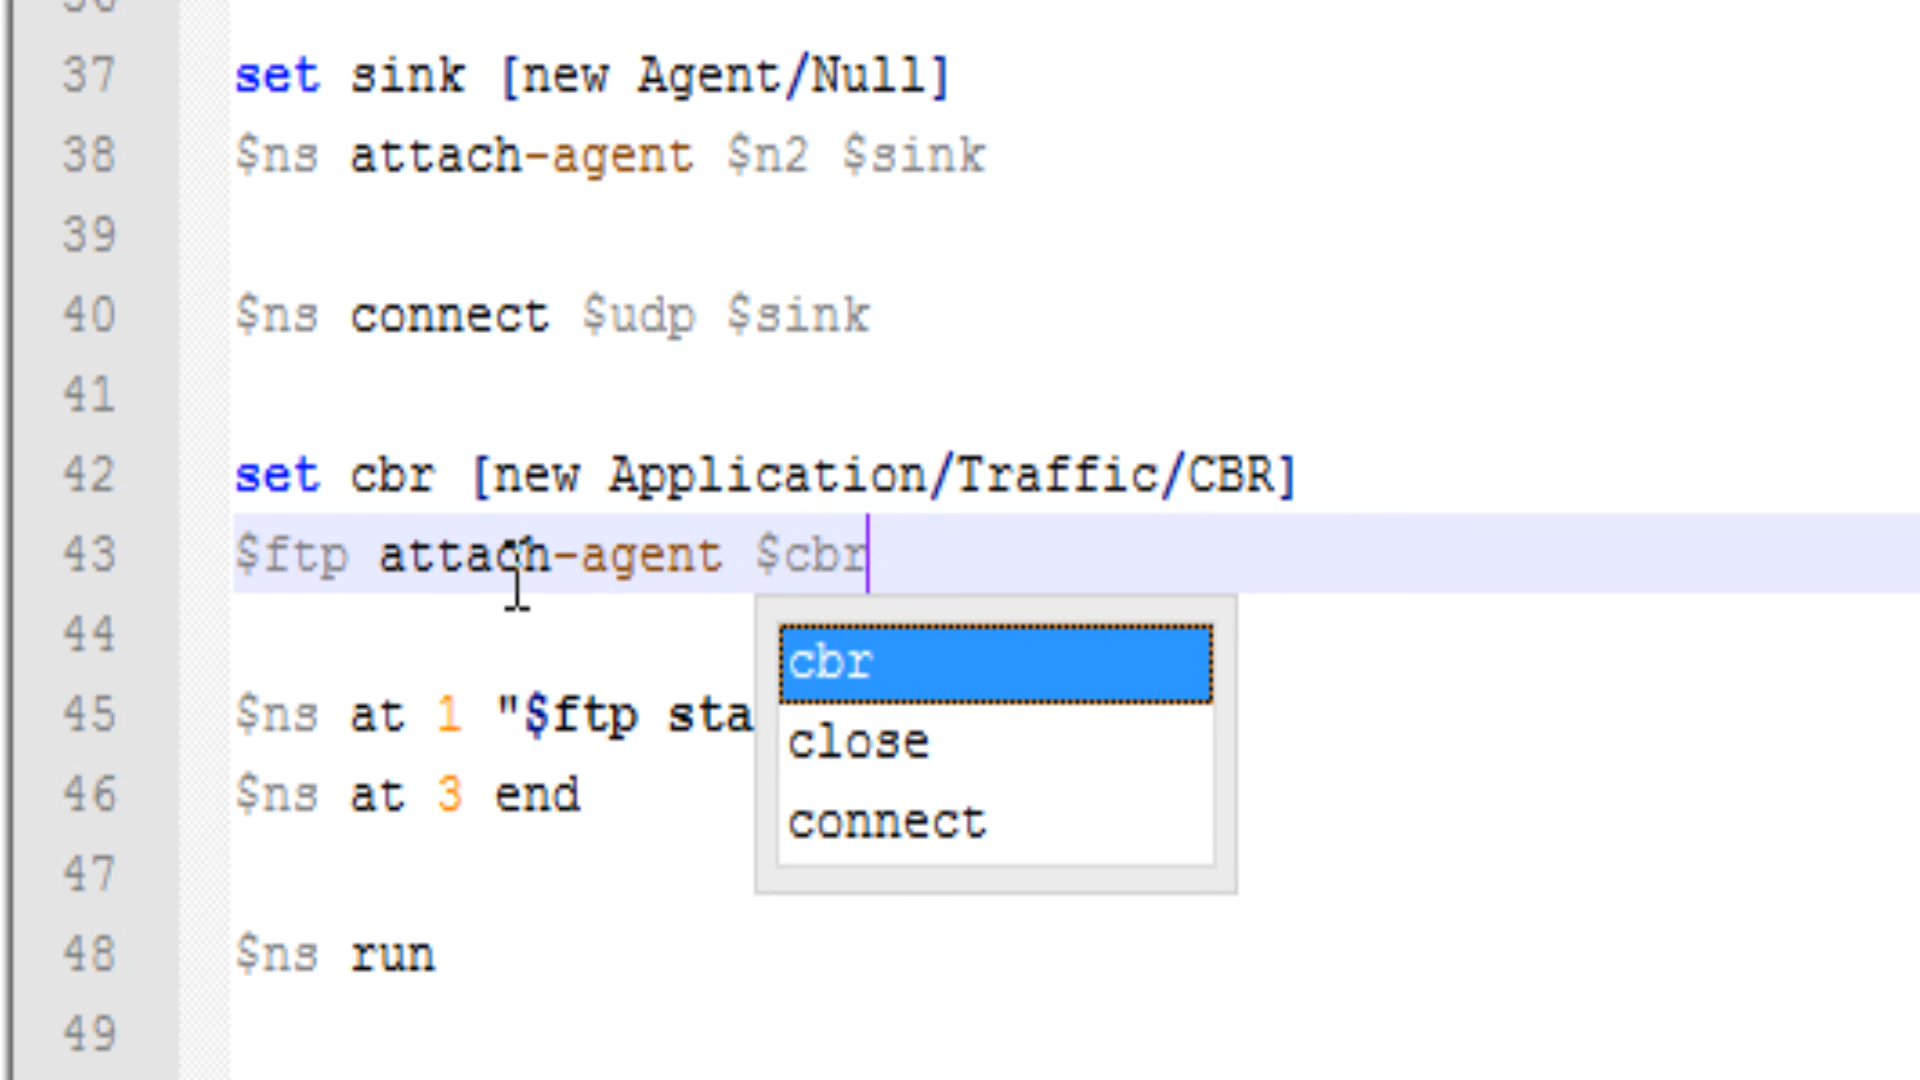 37 set sink [new Agent/Null]
38 $ns attach-agent $n2 $sink
39
40 $ns connect $udp $sink
41
42 set cbr [new Application/Traffic/CBR]
43 $ftp attach-agent $cbr
cbr
44
45 $ns at 1 "$ftp sta
close
46 $ns at 3 end
connect
47
48 $ns run
49